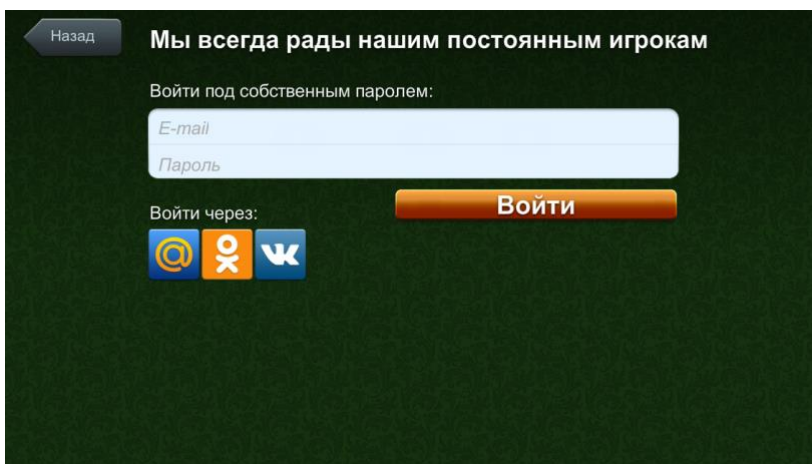 Назад
Мы всегда рады нашим постоянным игрокам
Войти под собственным паролем:
E-mail
Пароль
Войти
Войти через: